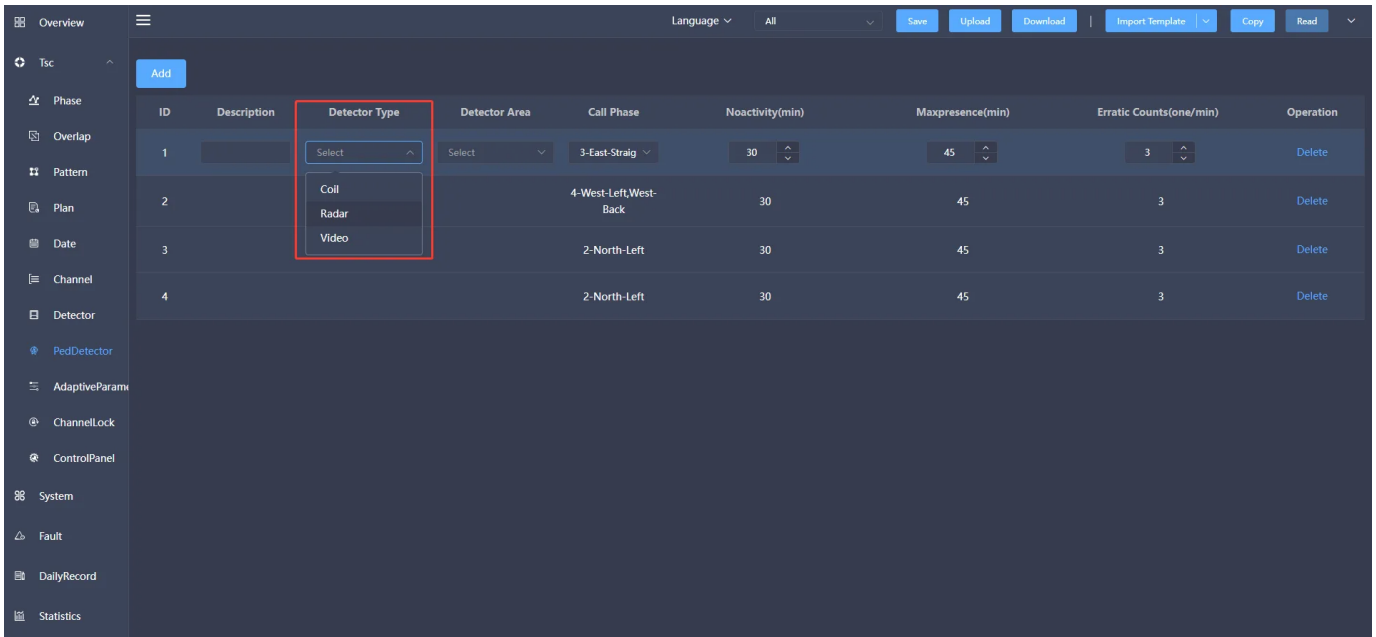 Overview
Language
All
Save
Upload
Download
|
Import Template
Copy
Read
Tsc
Phase
Overlap
Pattern
Plan
Date
Channel
Detector
PedDetector
AdaptiveParame
ChannelLock
ControlPanel
System
Fault
DailyRecord
Statistics
Add
ID Description Detector Type Detector Area Call Phase Noactivity(min) Maxpresence(min) Erratic Counts(one/min) Operation
1 Select Select 3-East-Straig 30 45 3 Delete
Coil
Radar
Video
2 4-West-Left,West-
Back 30 45 3 Delete
3 2-North-Left 30 45 3 Delete
4 2-North-Left 30 45 3 Delete